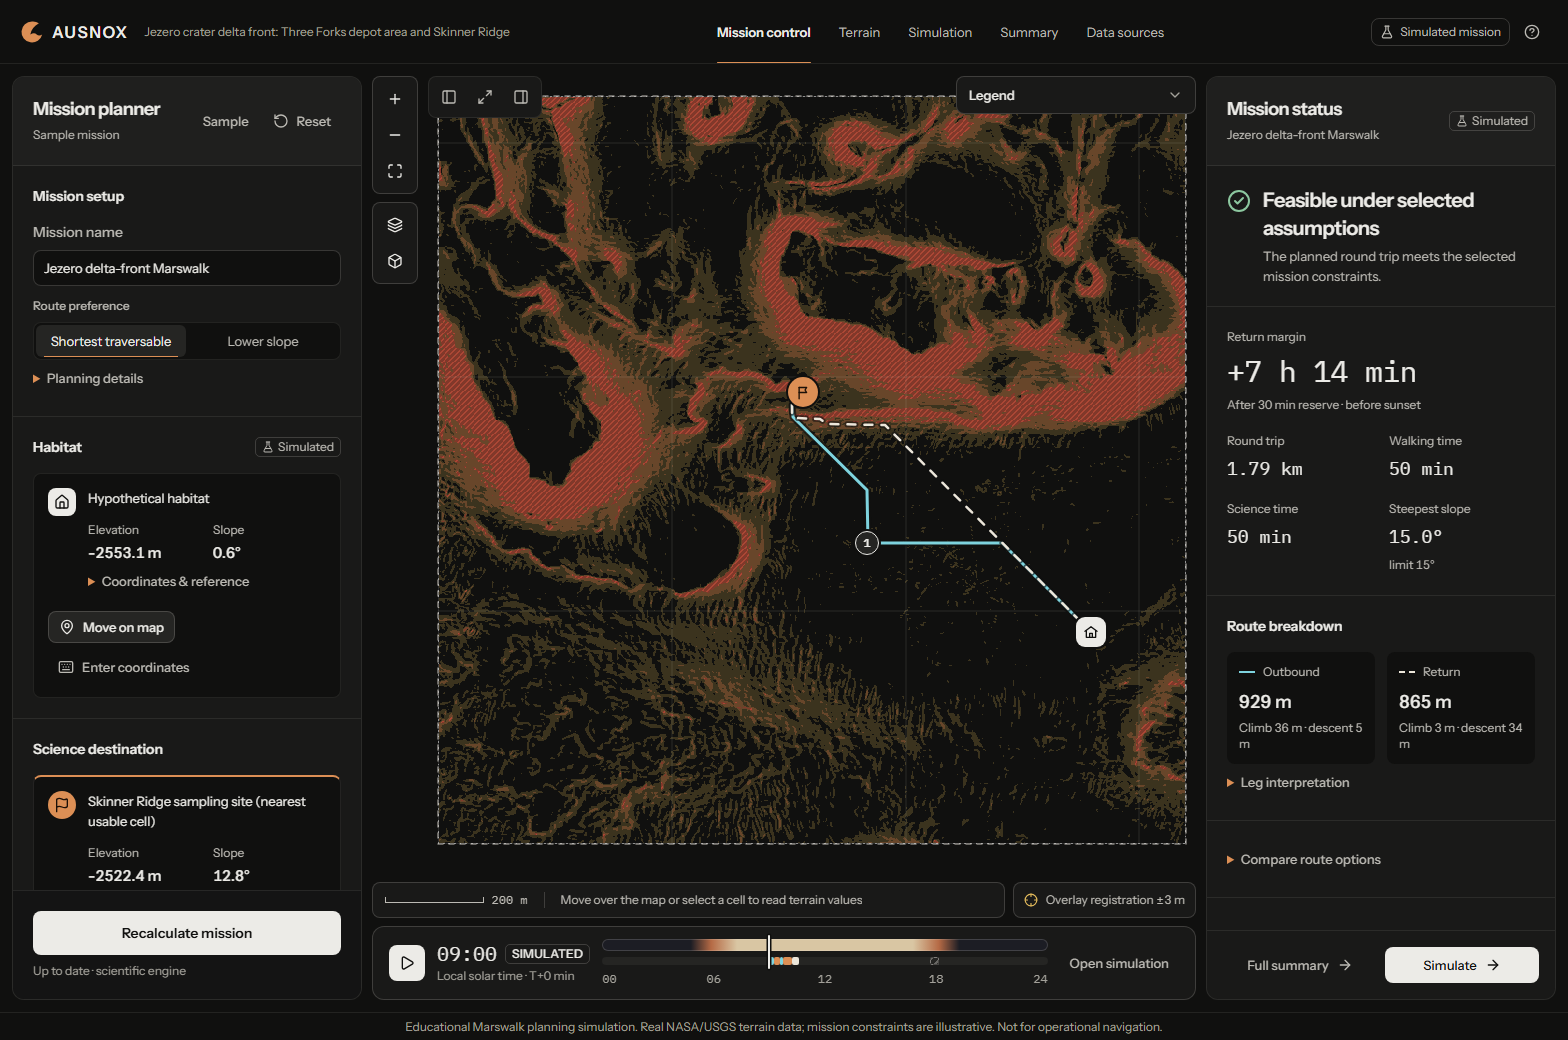 AUSNOX
Jezero crater delta front: Three Forks depot area and Skinner Ridge
Mission control
Terrain
Simulation
Summary
Data sources
Simulated mission
Mission planner
Sample mission
Sample
Reset
Mission setup
Mission name
Jezero delta-front Marswalk
Route preference
Shortest traversable
Lower slope
Planning details
Habitat
Simulated
Hypothetical habitat
Elevation
Slope
-2553.1 m
0.6°
Coordinates & reference
Move on map
Enter coordinates
Science destination
Skinner Ridge sampling site (nearest
usable cell)
Elevation
Slope
-2522.4 m
12.8°
Recalculate mission
Up to date · scientific engine
Legend
1
200 m
Move over the map or select a cell to read terrain values
Overlay registration ±3 m
09:00
SIMULATED
Local solar time · T+0 min
00
06
12
18
24
Open simulation
Mission status
Jezero delta-front Marswalk
Simulated
Feasible under selected
assumptions
The planned round trip meets the selected
mission constraints.
Return margin
+7 h 14 min
After 30 min reserve · before sunset
Round trip
Walking time
1.79 km
50 min
Science time
Steepest slope
50 min
15.0°
limit 15°
Route breakdown
Outbound
929 m
Climb 36 m · descent 5
m
Return
865 m
Climb 3 m · descent 34
m
Leg interpretation
Compare route options
Full summary
Simulate
Educational Marswalk planning simulation. Real NASA/USGS terrain data; mission constraints are illustrative. Not for operational navigation.